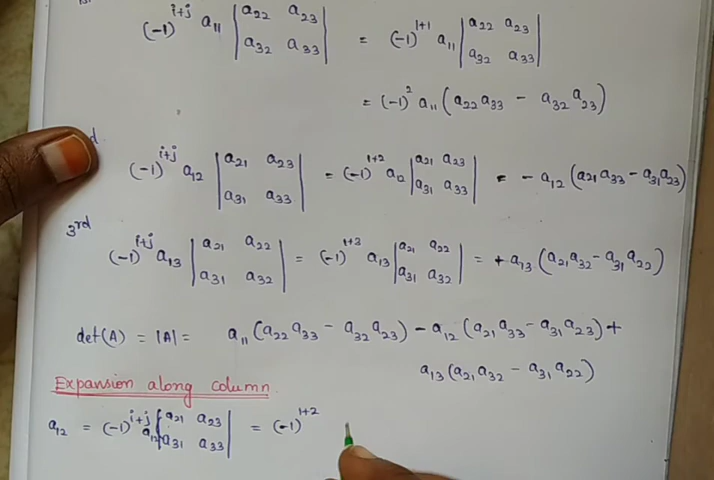 (-1)^{i+j} a₁₁ |a₂₂ a₂₃ / a₃₂ a₃₃| = (-1)^{1+1} a₁₁ |a₂₂ a₂₃ / a₃₂ a₃₃|
= (-1)² a₁₁ (a₂₂ a₃₃ - a₃₂ a₂₃)
(-1)^{i+j} a₁₂ |a₂₁ a₂₃ / a₃₁ a₃₃| = (-1)^{1+2} a₁₂ |a₂₁ a₂₃ / a₃₁ a₃₃| = - a₁₂ (a₂₁ a₃₃ - a₃₁ a₂₃)
3rd
(-1)^{i+j} a₁₃ |a₂₁ a₂₂ / a₃₁ a₃₂| = (-1)^{1+3} a₁₃ |a₂₁ a₂₂ / a₃₁ a₃₂| = + a₁₃ (a₂₁ a₃₂ - a₃₁ a₂₂)
det(A) = |A| = a₁₁ (a₂₂ a₃₃ - a₃₂ a₂₃) - a₁₂ (a₂₁ a₃₃ - a₃₁ a₂₃) +
a₁₃ (a₂₁ a₃₂ - a₃₁ a₂₂)
Expansion along column
a₁₂ = (-1)^{i+j} a₁₂ |a₂₁ a₂₃ / a₃₁ a₃₃| = (-1)^{1+2}